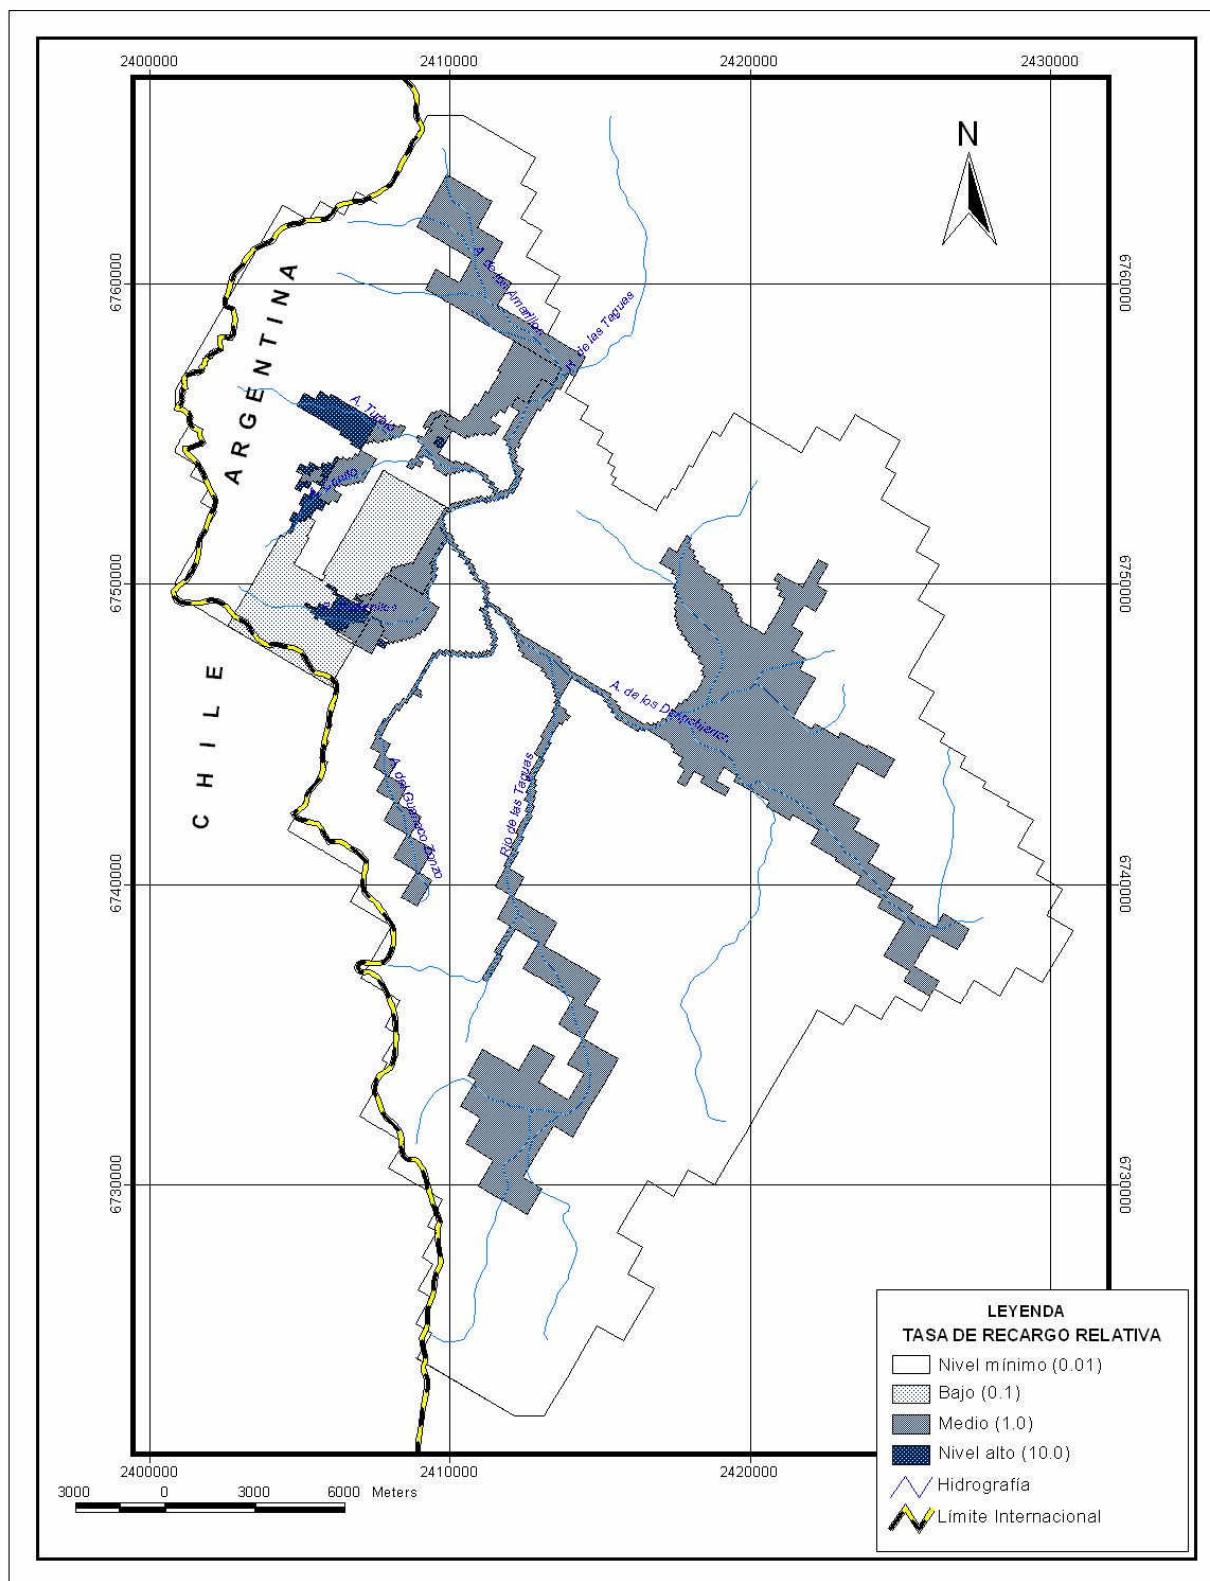 2400000
2410000
2420000
2430000
N
6760000
6760000
ARGENTINA
A. de los Amarillos
R. de las Taguas
A. Turbio
6750000
6750000
CHILE
A. de los Despoblados
A. del Guanaco Zonzo
Río de las Taguas
6740000
6740000
6730000
6730000
2400000
2410000
2420000
3000
0
3000
6000
Meters
LEYENDA
TASA DE RECARGO RELATIVA
Nivel mínimo (0.01)
Bajo (0.1)
Medio (1.0)
Nivel alto (10.0)
Hidrografía
Límite Internacional